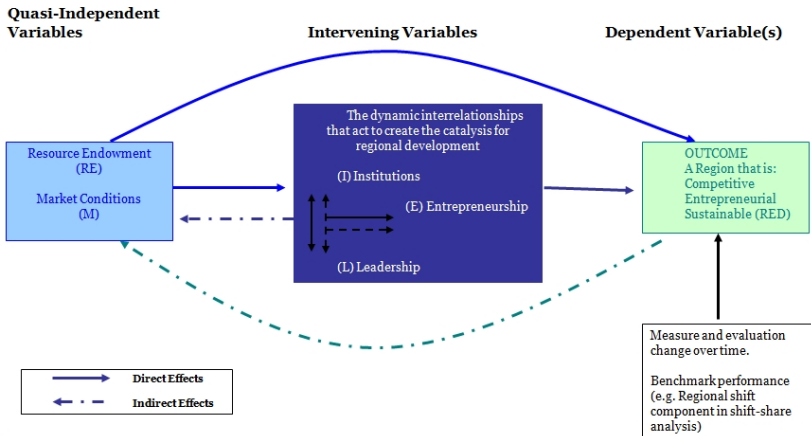 Quasi-Independent
Variables
Intervening Variables
Dependent Variable(s)
Resource Endowment
(RE)
Market Conditions
(M)
The dynamic interrelationships
that act to create the catalysis for
regional development
(I) Institutions
(E) Entrepreneurship
(L) Leadership
OUTCOME
A Region that is:
Competitive
Entrepreneurial
Sustainable (RED)
Measure and evaluation
change over time.
Benchmark performance
(e.g. Regional shift
component in shift-share
analysis)
Direct Effects
Indirect Effects